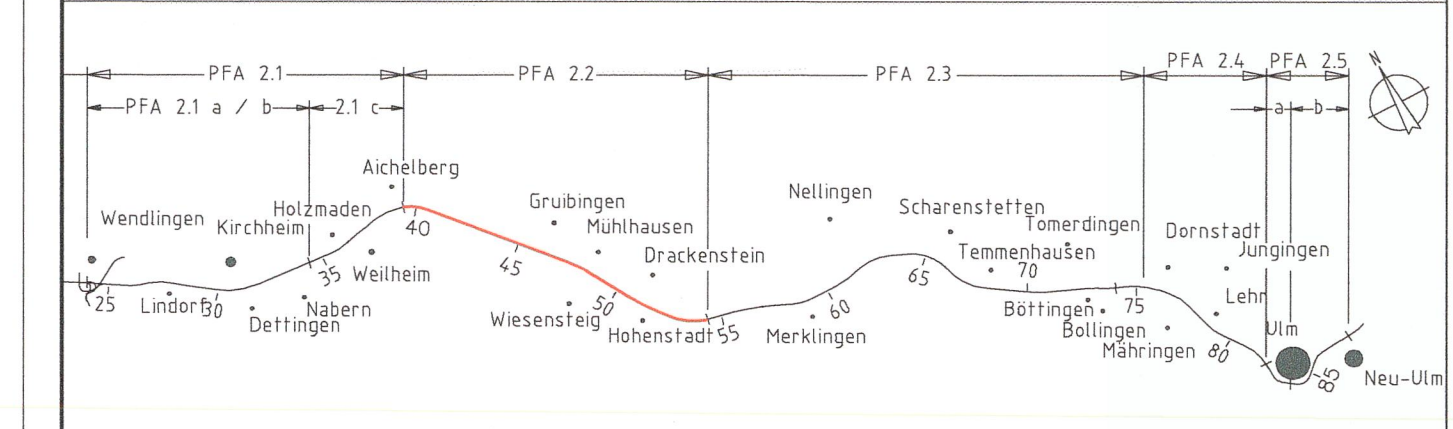 PFA 2.1
PFA 2.2
PFA 2.3
PFA 2.4
PFA 2.5
PFA 2.1 a / b
2.1 c
a
b
N
Aichelberg
Wendlingen
Kirchheim
Holzmaden
Weilheim
Lindorf
Dettingen
Nabern
Gruibingen
Mühlhausen
Drackenstein
Wiesensteig
Hohenstadt
Nellingen
Merklingen
Scharenstetten
Temmenhausen
Tomerdingen
Böttingen
Bollingen
Mähringen
Dornstadt
Jungingen
Lehr
Ulm
Neu-Ulm
25
30
35
40
45
50
55
60
65
70
75
80
85